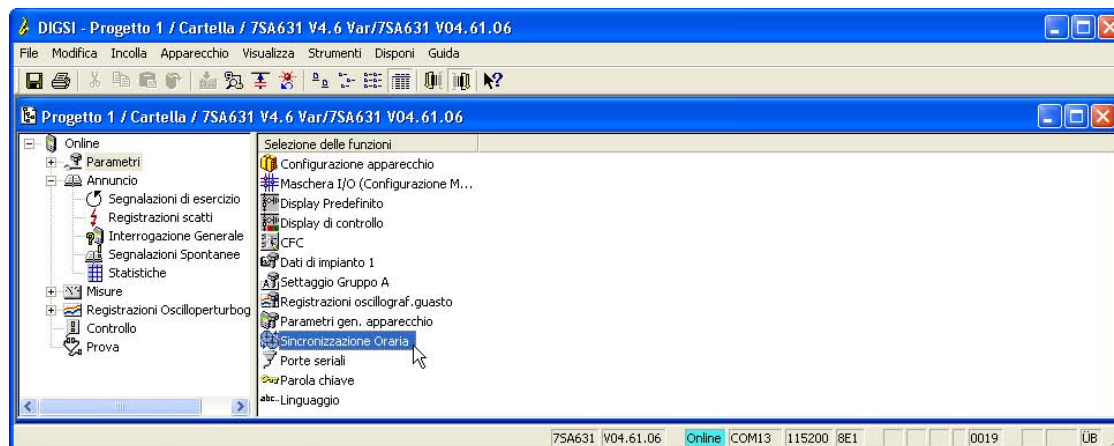 DIGSI - Progetto 1 / Cartella / 7SA631 V4.6 Var/7SA631 V04.61.06
File Modifica Incolla Apparecchio Visualizza Strumenti Disponi Guida
Progetto 1 / Cartella / 7SA631 V4.6 Var/7SA631 V04.61.06
Online
Parametri
Annuncio
Segnalazioni di esercizio
Registrazioni scatti
Interrogazione Generale
Segnalazioni Spontanee
Statistiche
Misure
Registrazioni Oscilloperturbog
Controllo
Prova
Selezione delle funzioni
Configurazione apparecchio
Maschera I/O (Configurazione M...
Display Predefinito
Display di controllo
CFC
Dati di impianto 1
Settaggio Gruppo A
Registrazioni oscillograf.guasto
Parametri gen. apparecchio
Sincronizzazione Oraria
Porte seriali
Parola chiave
abc.. Linguaggio
7SA631 V04.61.06 Online COM13 115200 8E1 0019 ÜB